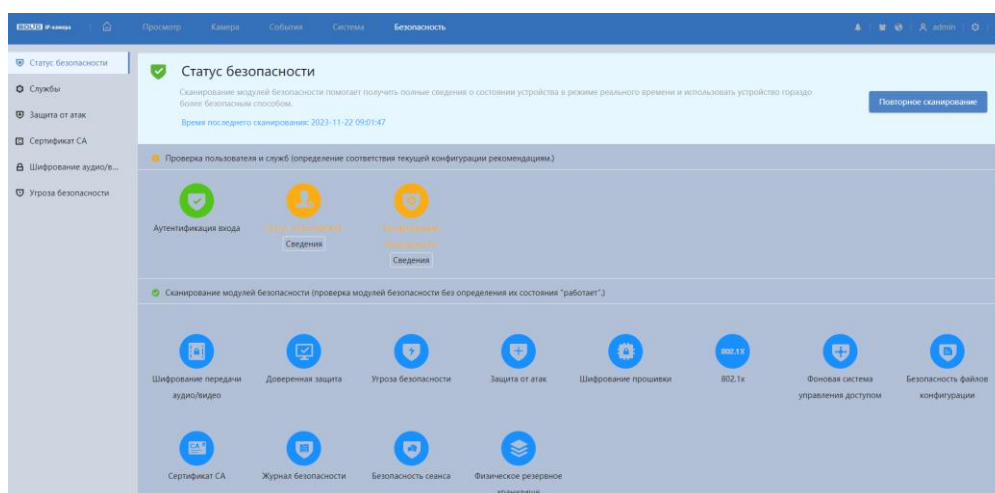 IP-камера Просмотр Камера События Система Безопасность admin
Статус безопасности
Службы
Защита от атак
Сертификат CA
Шифрование аудио/в...
Угроза безопасности
Статус безопасности
Сканирование модулей безопасности помогает получить полные сведения о состоянии устройства в режиме реального времени и использовать устройство гораздо
более безопасным способом.
Время последнего сканирования: 2023-11-22 09:01:47
Повторное сканирование
Проверка пользователя и служб (определение соответствия текущей конфигурации рекомендациям.)
Аутентификация входа
Сведения
Сведения
Сканирование модулей безопасности (проверка модулей безопасности без определения их состояния "работает".)
802.1X
Шифрование передачи
аудио/видео
Доверенная защита
Угроза безопасности
Защита от атак
Шифрование прошивки
802.1x
Фоновая система
управления доступом
Безопасность файлов
конфигурации
CA
Сертификат CA
Журнал безопасности
Безопасность сеанса
Физическое резервное
хранилище